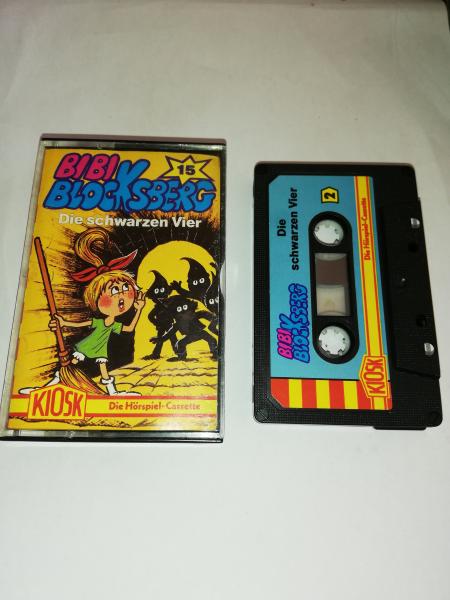 BIBI
BLOCKSBERG
15
Die schwarzen Vier
KIOSK
Die Hörspiel-Cassette
BIBI
BLOCKSBERG
Die
schwarzen Vier
2
KIOSK
Die Hörspiel-Cassette